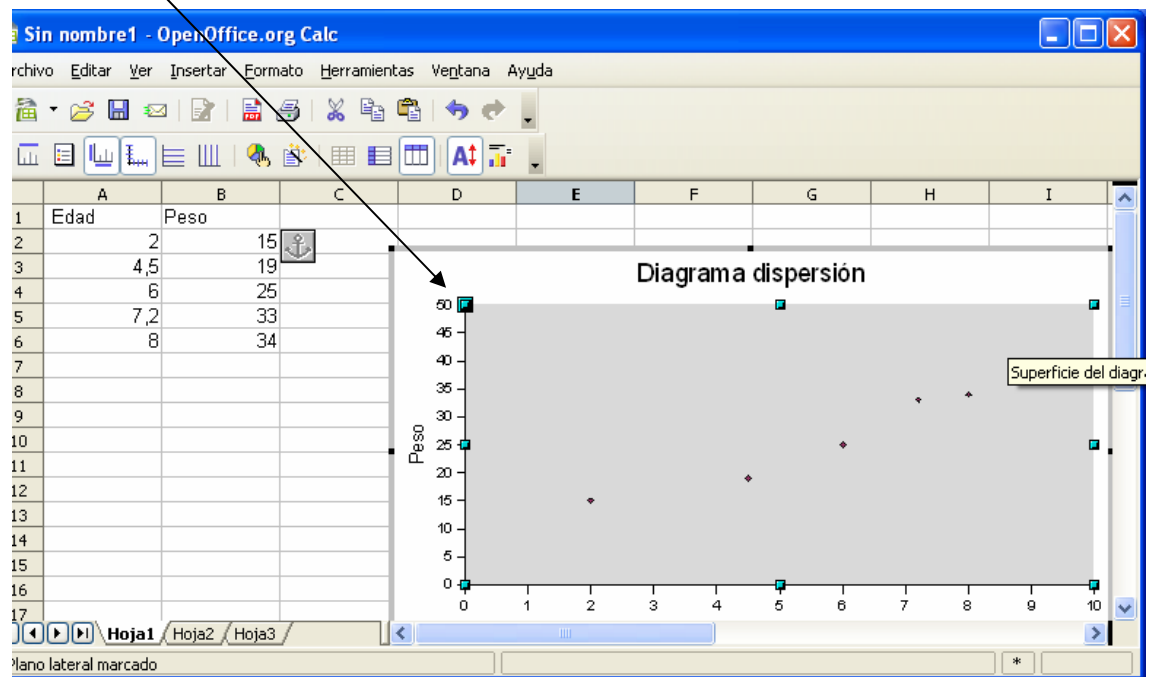 Sin nombre1 - OpenOffice.org Calc
rchivo Editar Ver Insertar Formato Herramientas Ventana Ayuda
A B C D E F G H I
1 Edad Peso
2 2 15
3 4,5 19
4 6 25
5 7,2 33
6 8 34
7
8
9
10
11
12
13
14
15
16
17
Diagrama dispersión
50
45
40
35
30
25
20
15
10
5
0
Peso
0 1 2 3 4 5 6 7 8 9 10
Superficie del diagr
Hoja1 Hoja2 Hoja3
Plano lateral marcado *